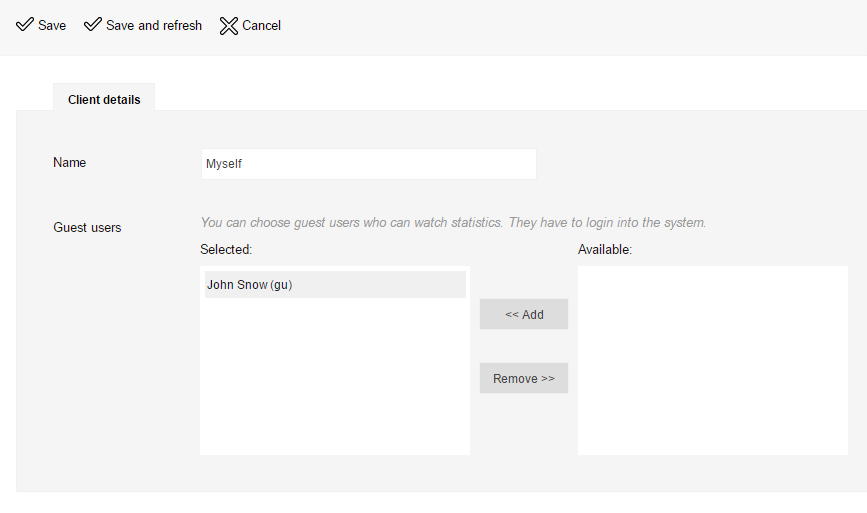 Save Save and refresh Cancel
Client details
Name Myself
Guest users You can choose guest users who can watch statistics. They have to login into the system.
Selected: Available:
John Snow (gu)
<< Add
Remove >>